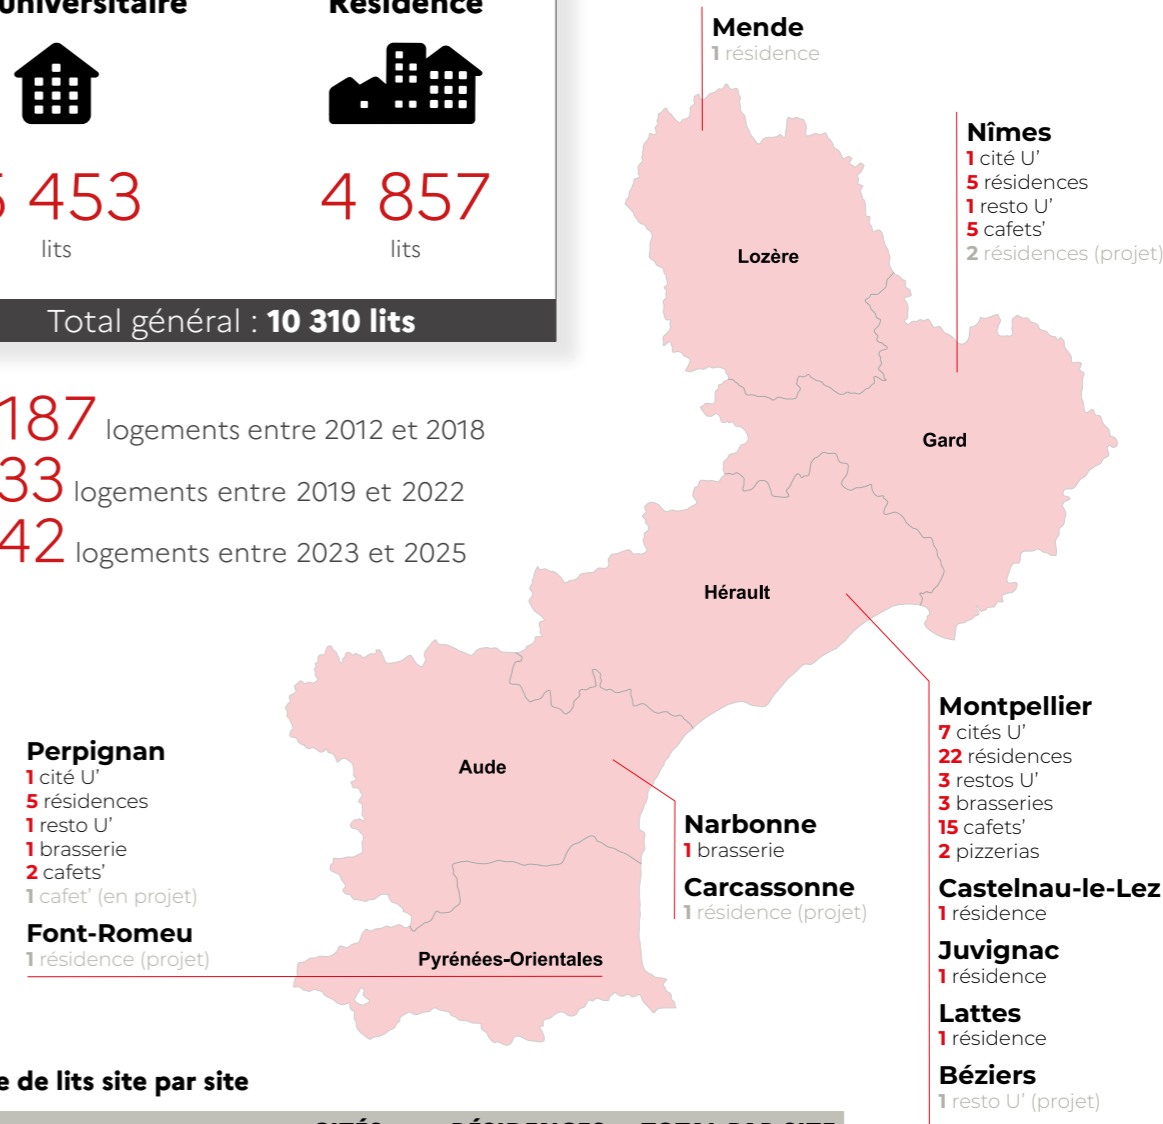 universitaire
Résidence
453
lits
4 857
lits
Total général : 10 310 lits
187 logements entre 2012 et 2018
33 logements entre 2019 et 2022
42 logements entre 2023 et 2025
Mende
1 résidence
Nîmes
1 cité U'
5 résidences
1 resto U'
5 cafets'
2 résidences (projet)
Lozère
Gard
Hérault
Aude
Pyrénées-Orientales
Perpignan
1 cité U'
5 résidences
1 resto U'
1 brasserie
2 cafets'
1 cafet' (en projet)
Font-Romeu
1 résidence (projet)
Narbonne
1 brasserie
Carcassonne
1 résidence (projet)
Montpellier
7 cités U'
22 résidences
3 restos U'
3 brasseries
15 cafets'
2 pizzerias
Castelnau-le-Lez
1 résidence
Juvignac
1 résidence
Lattes
1 résidence
Béziers
1 resto U' (projet)
e de lits site par site
CITÉS RÉSIDENCES TOTAL PAR SITE